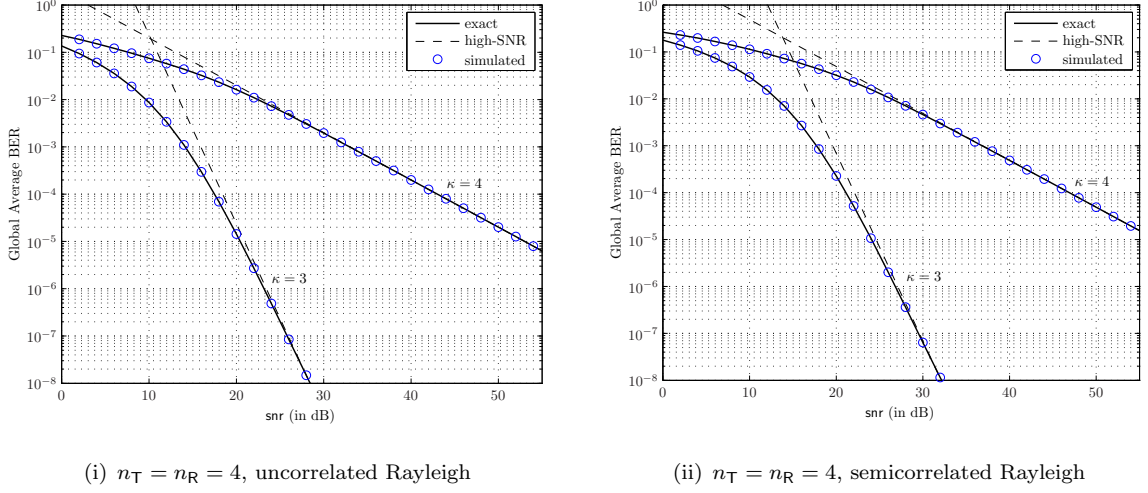 10⁰
10⁻¹
10⁻²
10⁻³
10⁻⁴
10⁻⁵
10⁻⁶
10⁻⁷
10⁻⁸
Global Average BER
exact
high-SNR
simulated
κ = 4
κ = 3
0 10 20 30 40 50
snr (in dB)
(i) n_T = n_R = 4, uncorrelated Rayleigh
10⁰
10⁻¹
10⁻²
10⁻³
10⁻⁴
10⁻⁵
10⁻⁶
10⁻⁷
10⁻⁸
Global Average BER
exact
high-SNR
simulated
κ = 4
κ = 3
0 10 20 30 40 50
snr (in dB)
(ii) n_T = n_R = 4, semicorrelated Rayleigh